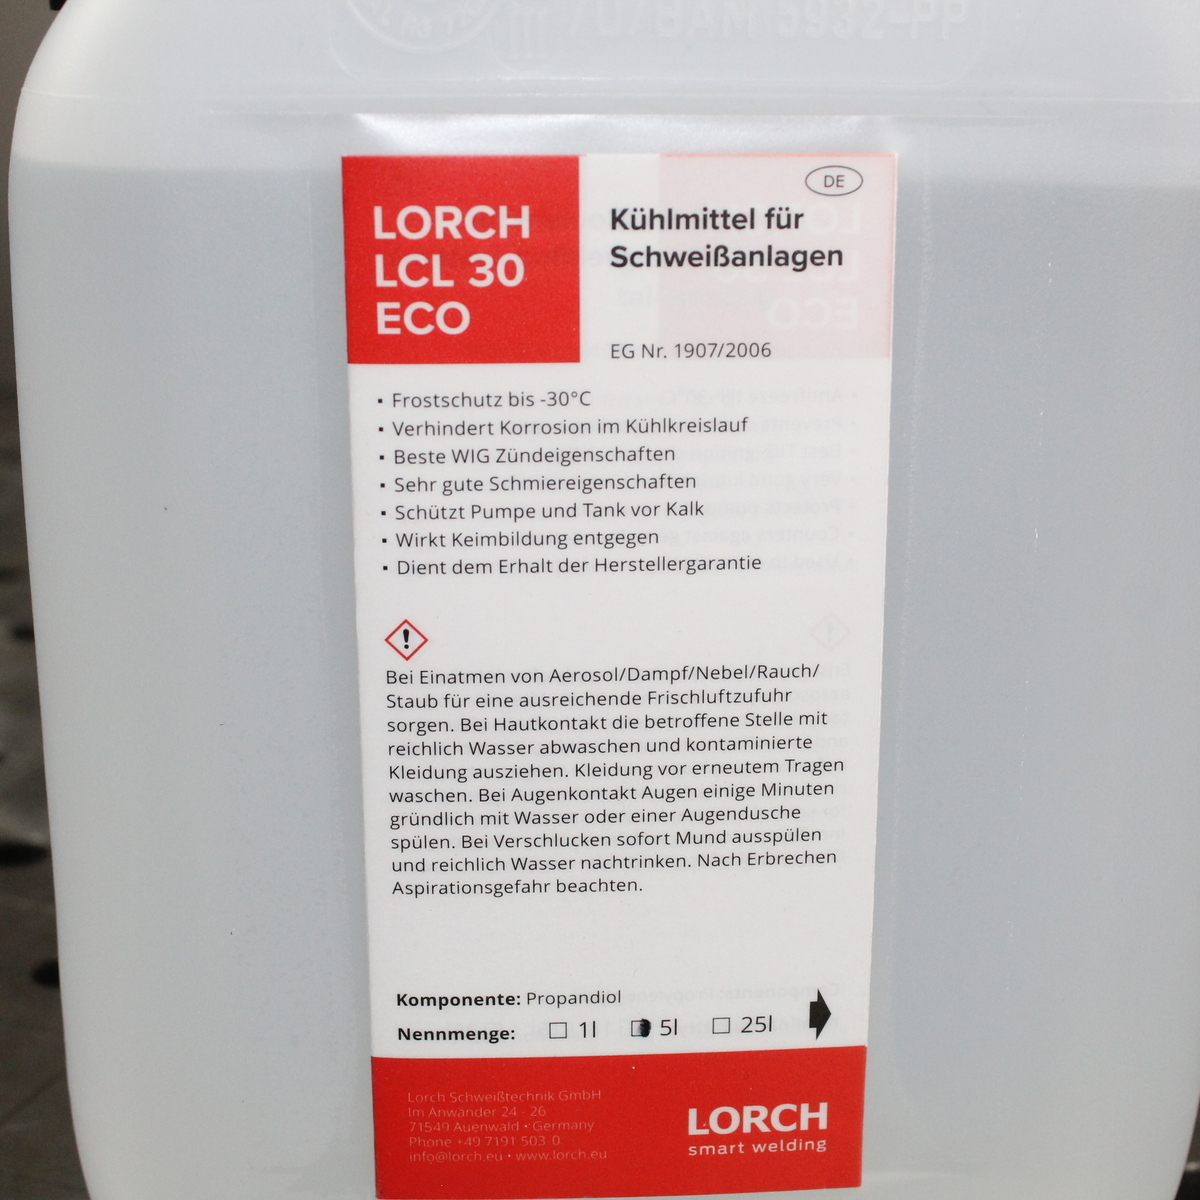 /0/BAM 5932-PP
LORCH
LCL 30
ECO
DE
Kühlmittel für
Schweißanlagen
EG Nr. 1907/2006
▪ Frostschutz bis -30°C
▪ Verhindert Korrosion im Kühlkreislauf
▪ Beste WIG Zündeigenschaften
▪ Sehr gute Schmiereigenschaften
▪ Schützt Pumpe und Tank vor Kalk
▪ Wirkt Keimbildung entgegen
▪ Dient dem Erhalt der Herstellergarantie
Bei Einatmen von Aerosol/Dampf/Nebel/Rauch/
Staub für eine ausreichende Frischluftzufuhr
sorgen. Bei Hautkontakt die betroffene Stelle mit
reichlich Wasser abwaschen und kontaminierte
Kleidung ausziehen. Kleidung vor erneutem Tragen
waschen. Bei Augenkontakt Augen einige Minuten
gründlich mit Wasser oder einer Augendusche
spülen. Bei Verschlucken sofort Mund ausspülen
und reichlich Wasser nachtrinken. Nach Erbrechen
Aspirationsgefahr beachten.
Komponente: Propandiol
Nennmenge: 1l 5l 25l
Lorch Schweißtechnik GmbH
Im Anwänder 24 - 26
71549 Auenwald • Germany
Phone +49 7191 503-0
info@lorch.eu • www.lorch.eu
LORCH
smart welding